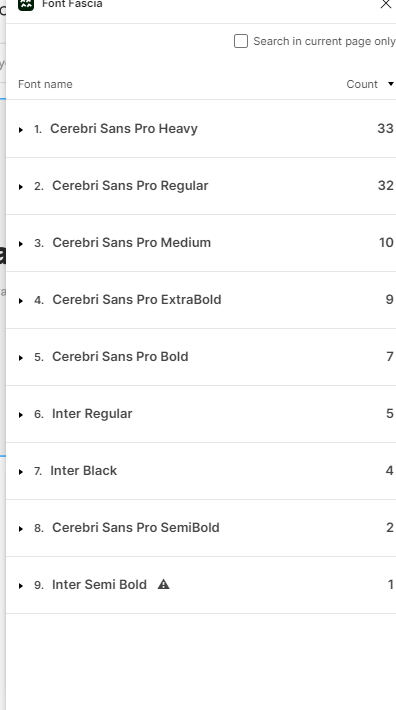 Font Fascia
Search in current page only
Font name Count
1. Cerebri Sans Pro Heavy 33
2. Cerebri Sans Pro Regular 32
3. Cerebri Sans Pro Medium 10
4. Cerebri Sans Pro ExtraBold 9
5. Cerebri Sans Pro Bold 7
6. Inter Regular 5
7. Inter Black 4
8. Cerebri Sans Pro SemiBold 2
9. Inter Semi Bold 1